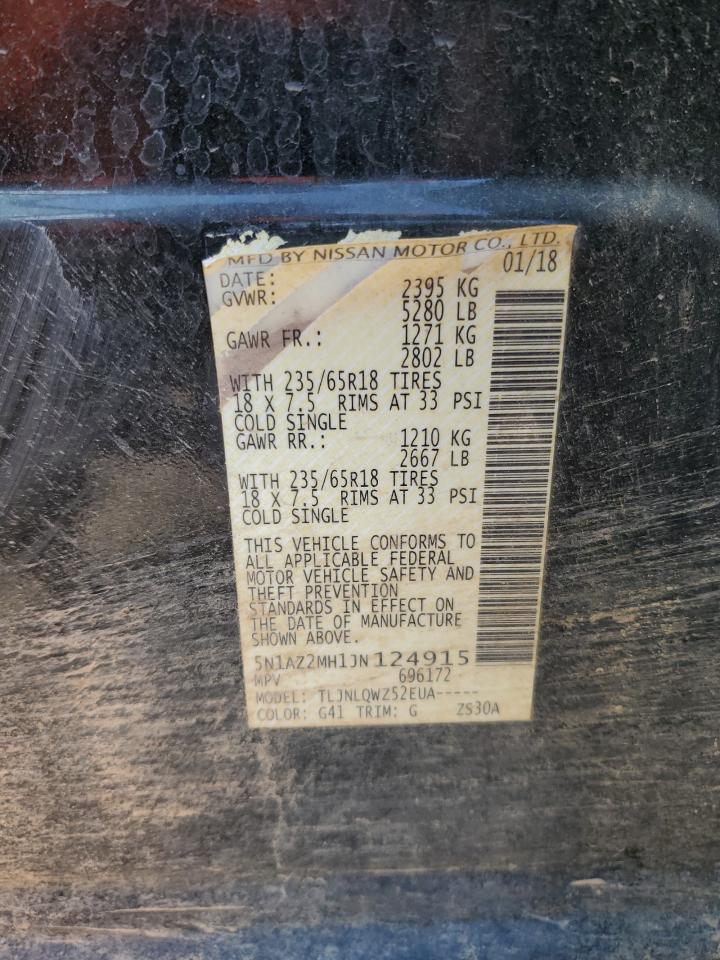 MFD BY NISSAN MOTOR CO., LTD.
DATE: 01/18
GVWR: 2395 KG
5280 LB
GAWR FR.: 1271 KG
2802 LB
WITH 235/65R18 TIRES
18 X 7.5 RIMS AT 33 PSI
COLD SINGLE
GAWR RR.: 1210 KG
2667 LB
WITH 235/65R18 TIRES
18 X 7.5 RIMS AT 33 PSI
COLD SINGLE
THIS VEHICLE CONFORMS TO
ALL APPLICABLE FEDERAL
MOTOR VEHICLE SAFETY AND
THEFT PREVENTION
STANDARDS IN EFFECT ON
THE DATE OF MANUFACTURE
SHOWN ABOVE.
5N1AZ2MH1JN124915
MPV 696172
MODEL: TLJNLQWZ52EUA-----
COLOR: G41 TRIM: G ZS30A